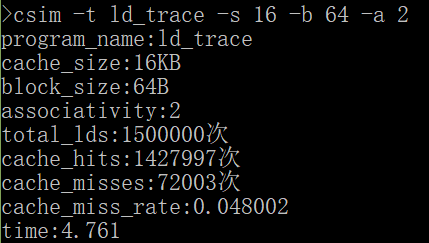 >csim -t ld_trace -s 16 -b 64 -a 2
program_name:ld_trace
cache_size:16KB
block_size:64B
associativity:2
total_lds:1500000次
cache_hits:1427997次
cache_misses:72003次
cache_miss_rate:0.048002
time:4.761